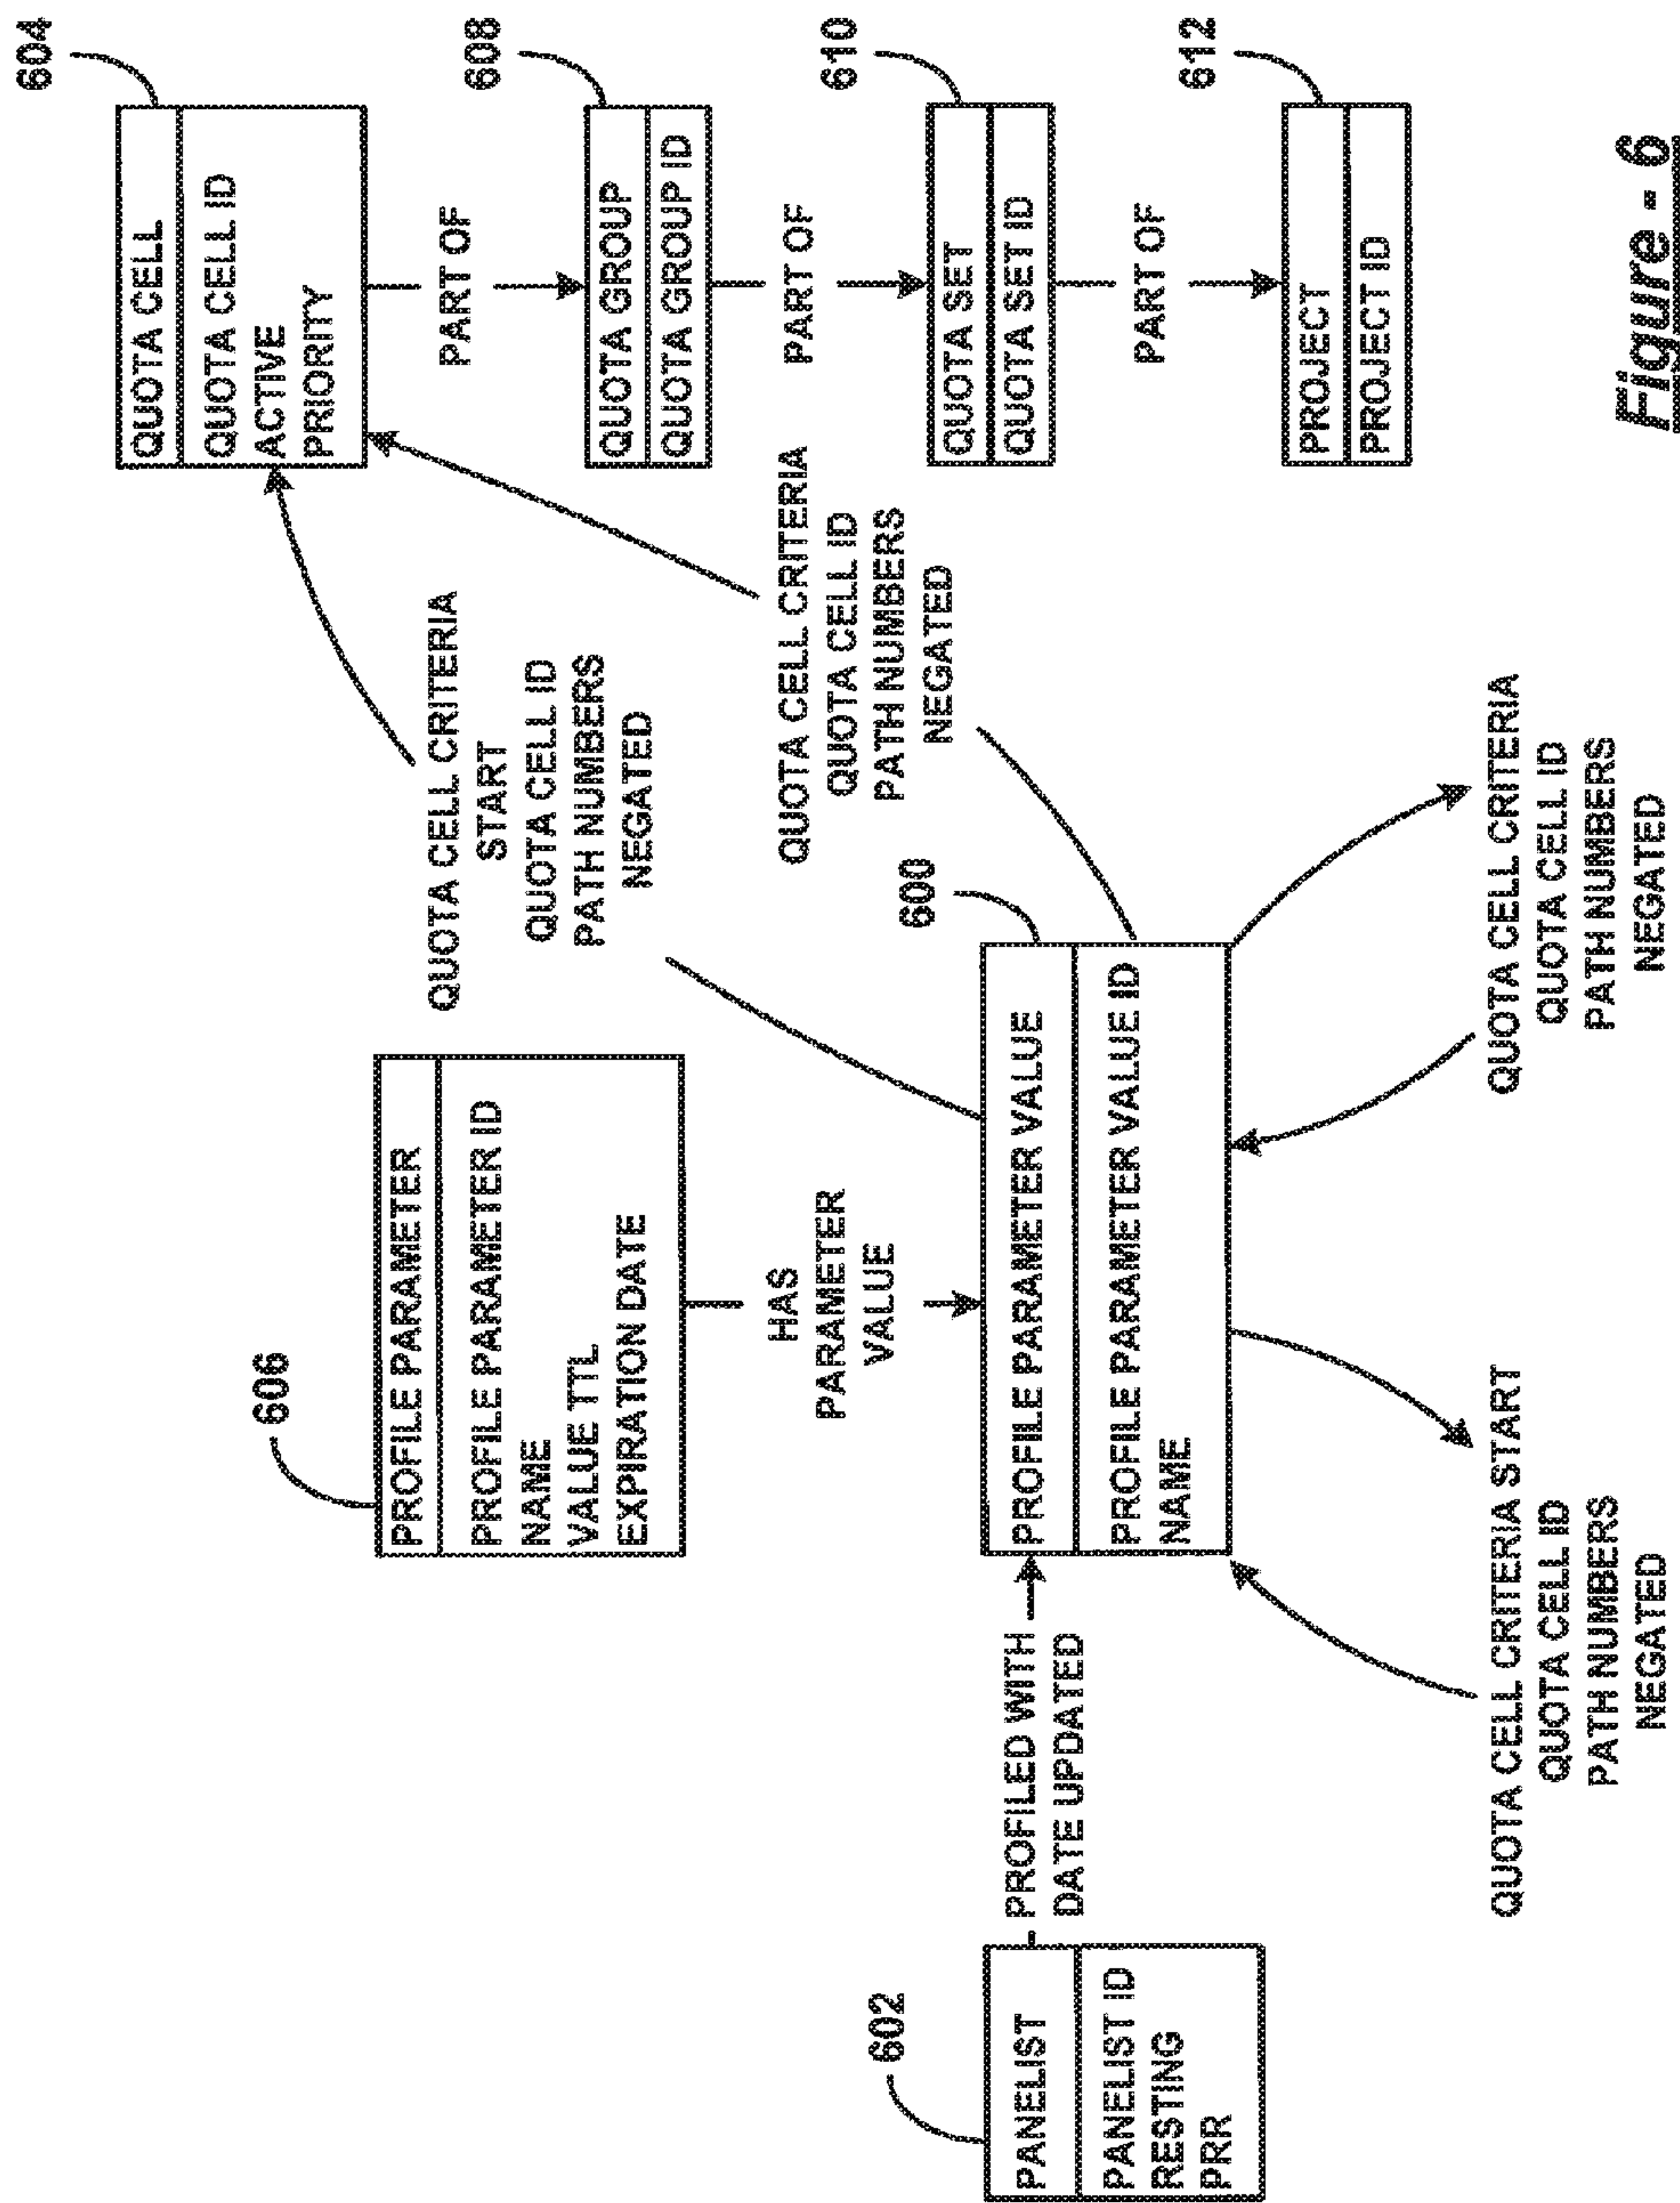 606
PROFILE PARAMETER
PROFILE PARAMETER ID
NAME
VALUE TTL
EXPIRATION DATE
HAS
PARAMETER
VALUE
602
PANELIST
PANELIST ID
RESTING
PRR
PROFILED WITH
DATE UPDATED
600
PROFILE PARAMETER VALUE
PROFILE PARAMETER VALUE ID
NAME
QUOTA CELL CRITERIA START
QUOTA CELL ID
PATH NUMBERS
NEGATED
QUOTA CELL CRITERIA
QUOTA CELL ID
PATH NUMBERS
NEGATED
QUOTA CELL CRITERIA
START
QUOTA CELL ID
PATH NUMBERS
NEGATED
QUOTA CELL CRITERIA
QUOTA CELL ID
PATH NUMBERS
NEGATED
604
QUOTA CELL
QUOTA CELL ID
ACTIVE
PRIORITY
PART OF
608
QUOTA GROUP
QUOTA GROUP ID
PART OF
610
QUOTA SET
QUOTA SET ID
PART OF
612
PROJECT
PROJECT ID
Figure - 6